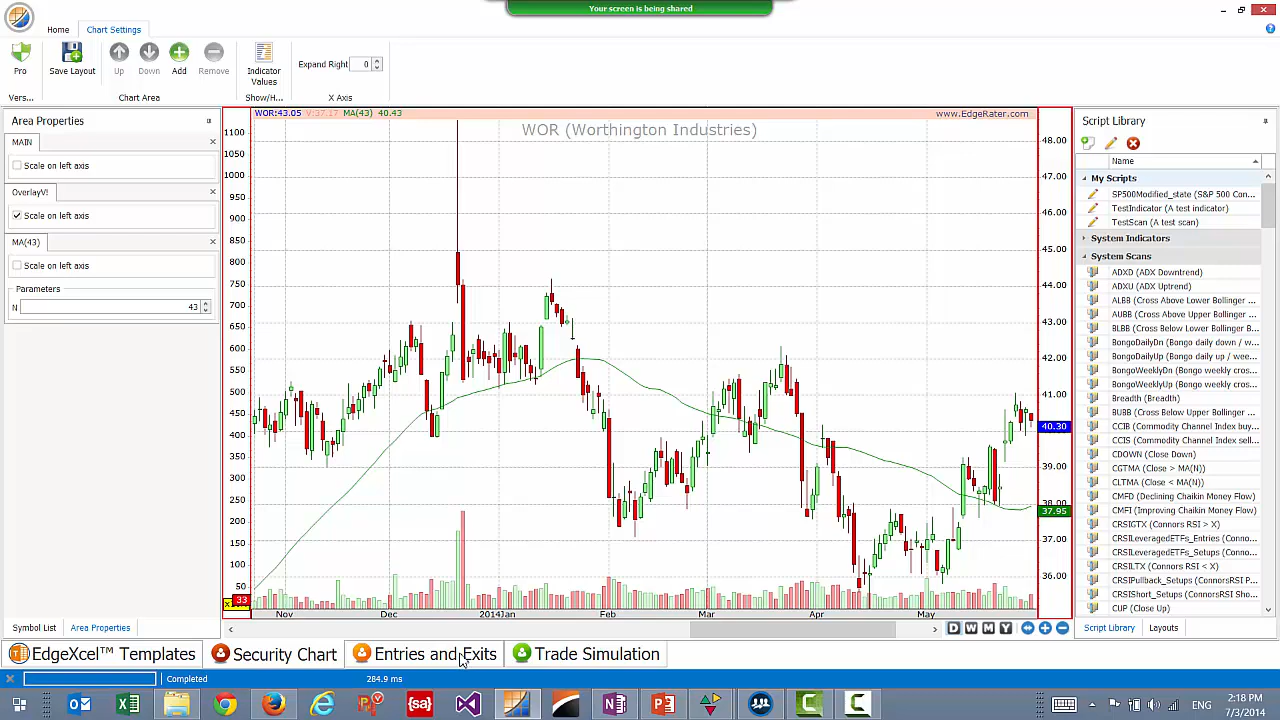 Your screen is being shared
Home
Chart Settings
Pro
Save Layout
Up
Down
Add
Remove
Indicator Values
Expand Right
0
Vers...
Chart Area
Show/H...
X Axis
Area Properties
MAIN
Scale on left axis
OverlayV!
Scale on left axis
MA(43)
Scale on left axis
Parameters
N
43
Symbol List
Area Properties
WOR:43.05 V:37.17 MA(43) 40.43
www.EdgeRater.com
WOR (Worthington Industries)
1100
1050
1000
950
900
850
800
750
700
650
600
550
500
450
400
350
300
250
200
150
100
50
33
48.00
47.00
46.00
45.00
44.00
43.00
42.00
41.00
40.30
39.00
38.00
37.95
37.00
36.00
Nov
Dec
2014\Jan
Feb
Mar
Apr
May
D W M Y
Script Library
Name
My Scripts
SP500Modified_state (S&P 500 Con...
TestIndicator (A test indicator)
TestScan (A test scan)
System Indicators
System Scans
ADXD (ADX Downtrend)
ADXU (ADX Uptrend)
ALBB (Cross Above Lower Bollinger ...
AUBB (Cross Above Upper Bollinger ...
BLBB (Cross Below Lower Bollinger B...
BongoDailyDn (Bongo daily down / w...
BongoDailyUp (Bongo daily up / wee...
BongoWeeklyDn (Bongo weekly cros...
BongoWeeklyUp (Bongo weekly cros...
Breadth (Breadth)
BUBB (Cross Below Upper Bollinger ...
CCIB (Commodity Channel Index buy...
CCIS (Commodity Channel Index sell...
CDOWN (Close Down)
CGTMA (Close > MA(N))
CLTMA (Close < MA(N))
CMFD (Declining Chaikin Money Flow)
CMFI (Improving Chaikin Money Flow)
CRSIGTX (Connors RSI > X)
CRSILeveragedETFs_Entries (Conno...
CRSILeveragedETFs_Setups (Conno...
CRSILTX (Connors RSI < X)
CRSIPullback_Setups (ConnorsRSI P...
CRSIShort_Setups (ConnorsRSI Sho...
CUP (Close Up)
Script Library
Layouts
EdgeXcel™ Templates
Security Chart
Entries and Exits
Trade Simulation
Completed
284.9 ms
{sa}
ENG
2:18 PM
7/3/2014